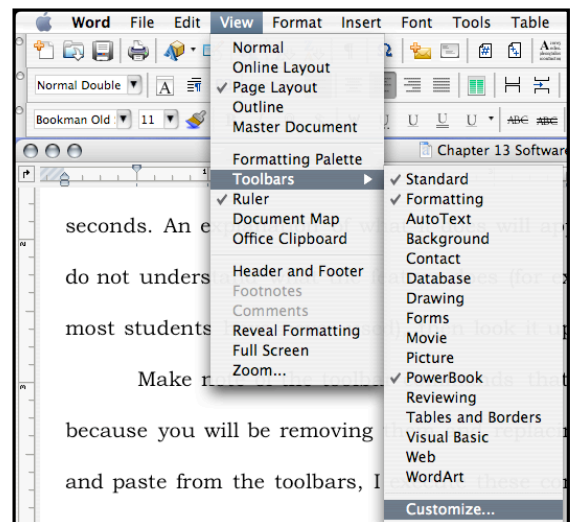 Word File Edit View Format Insert Font Tools Table
Normal Double
Bookman Old 11
Chapter 13 Software
Normal
Online Layout
✓ Page Layout
Outline
Master Document
Formatting Palette
Toolbars
✓ Ruler
Document Map
Office Clipboard
Header and Footer
Footnotes
Comments
Reveal Formatting
Full Screen
Zoom...
✓ Standard
✓ Formatting
AutoText
Background
Contact
Database
Drawing
Forms
Movie
Picture
✓ PowerBook
Reviewing
Tables and Borders
Visual Basic
Web
WordArt
Customize...
seconds. An will
do not
most students look it
Make
because you will be removing
and paste from the toolbars, I